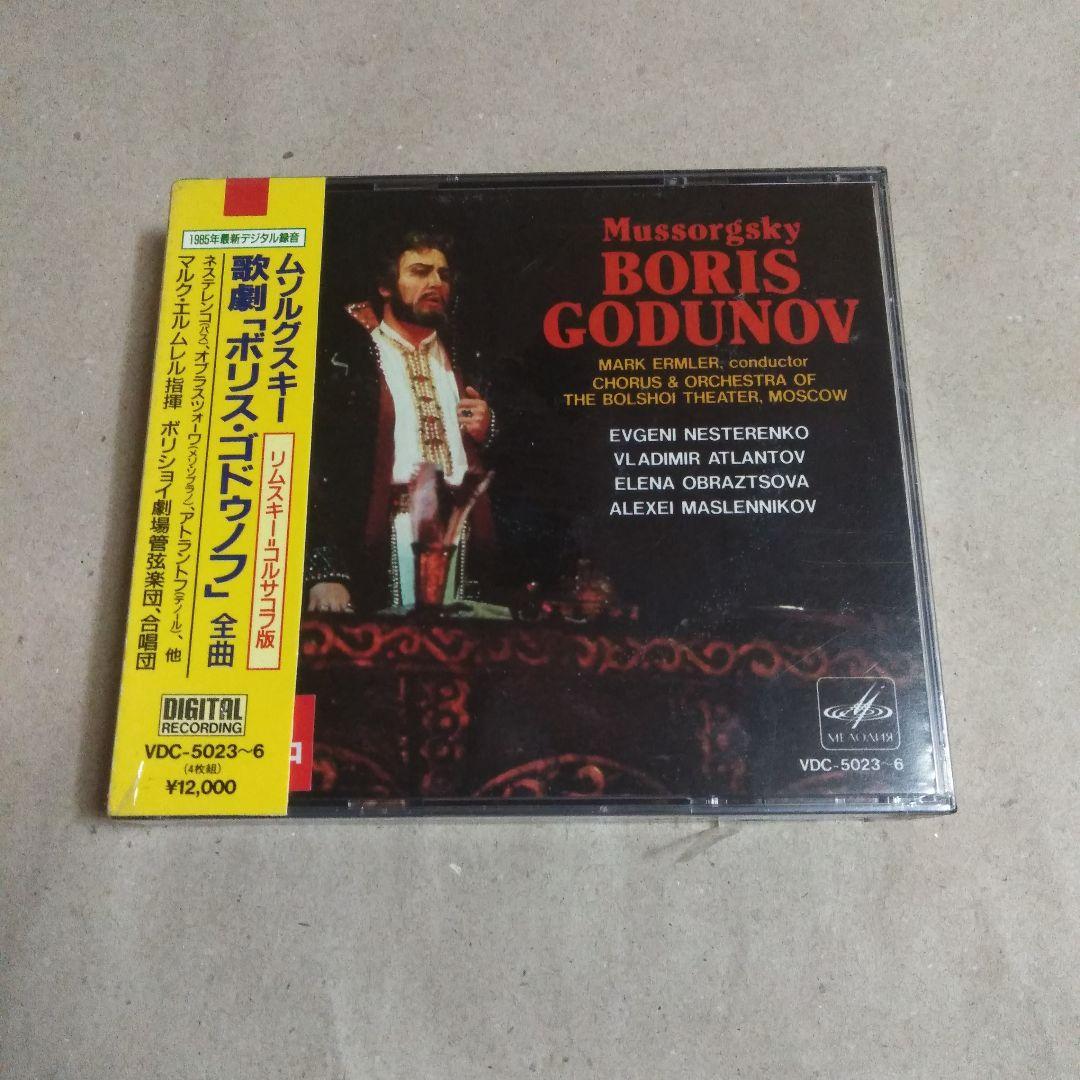 1985年最新デジタル録音
ムソルグスキー
歌劇「ボリス・ゴドゥノフ」全曲
リムスキー=コルサコフ版
ネステレンコ(バス)、オブラスツォーワ(メゾ・ソプラノ)、アトラントフ(テノール)、他
マルク・エルムレル指揮 ボリショイ劇場管弦楽団、合唱団
DIGITAL
RECORDING
VDC-5023~6
(4枚組)
¥12,000
Mussorgsky
BORIS
GODUNOV
MARK ERMLER, conductor
CHORUS & ORCHESTRA OF
THE BOLSHOI THEATER, MOSCOW
EVGENI NESTERENKO
VLADIMIR ATLANTOV
ELENA OBRAZTSOVA
ALEXEI MASLENNIKOV
МЕЛОДИЯ
VDC-5023~6